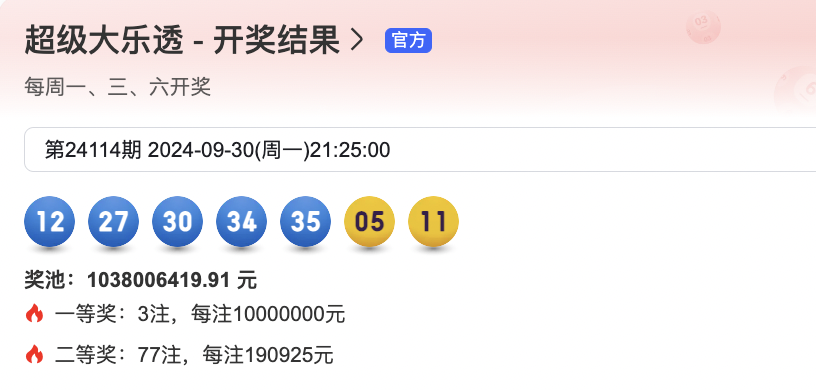 超级大乐透 - 开奖结果 > 官方
每周一、三、六开奖
第24114期 2024-09-30(周一)21:25:00
12 27 30 34 35 05 11
奖池：1038006419.91 元
一等奖：3注，每注10000000元
二等奖：77注，每注190925元